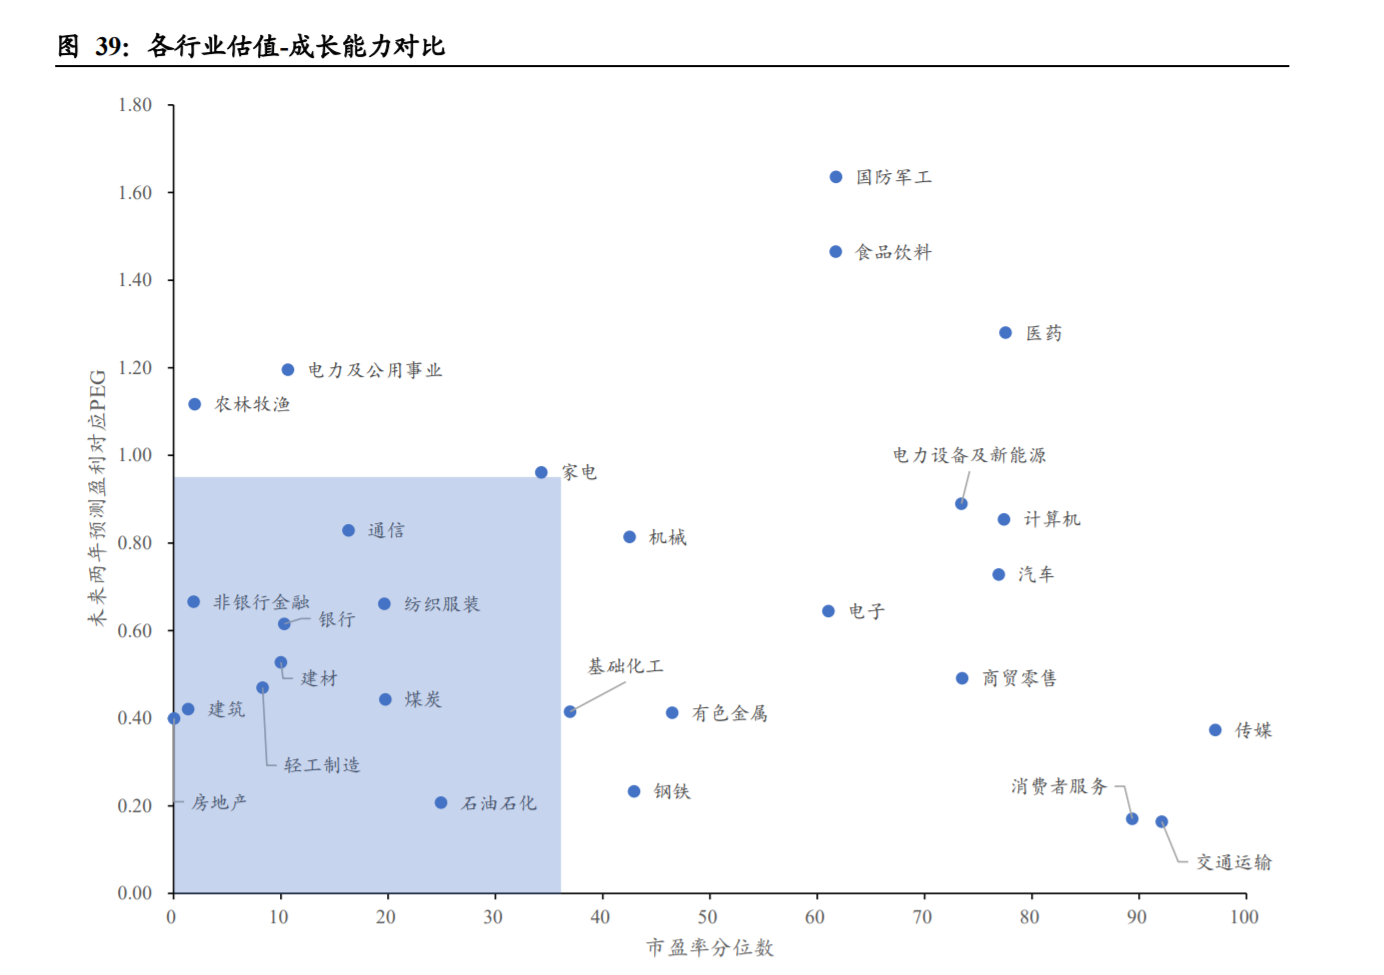 图 39：各行业估值-成长能力对比
1.80
国防军工
1.60
食品饮料
1.40
医药
1.20
电力及公用事业
农林牧渔
1.00
电力设备及新能源
家电
计算机
通信
机械
0.80
汽车
非银行金融
纺织服装
电子
银行
0.60
基础化工
建材
商贸零售
煤炭
建筑
有色金属
0.40
传媒
轻工制造
消费者服务
钢铁
房地产
石油石化
0.20
交通运输
0.00
未来两年预测盈利对应PEG
0 10 20 30 40 50 60 70 80 90 100
市盈率分位数